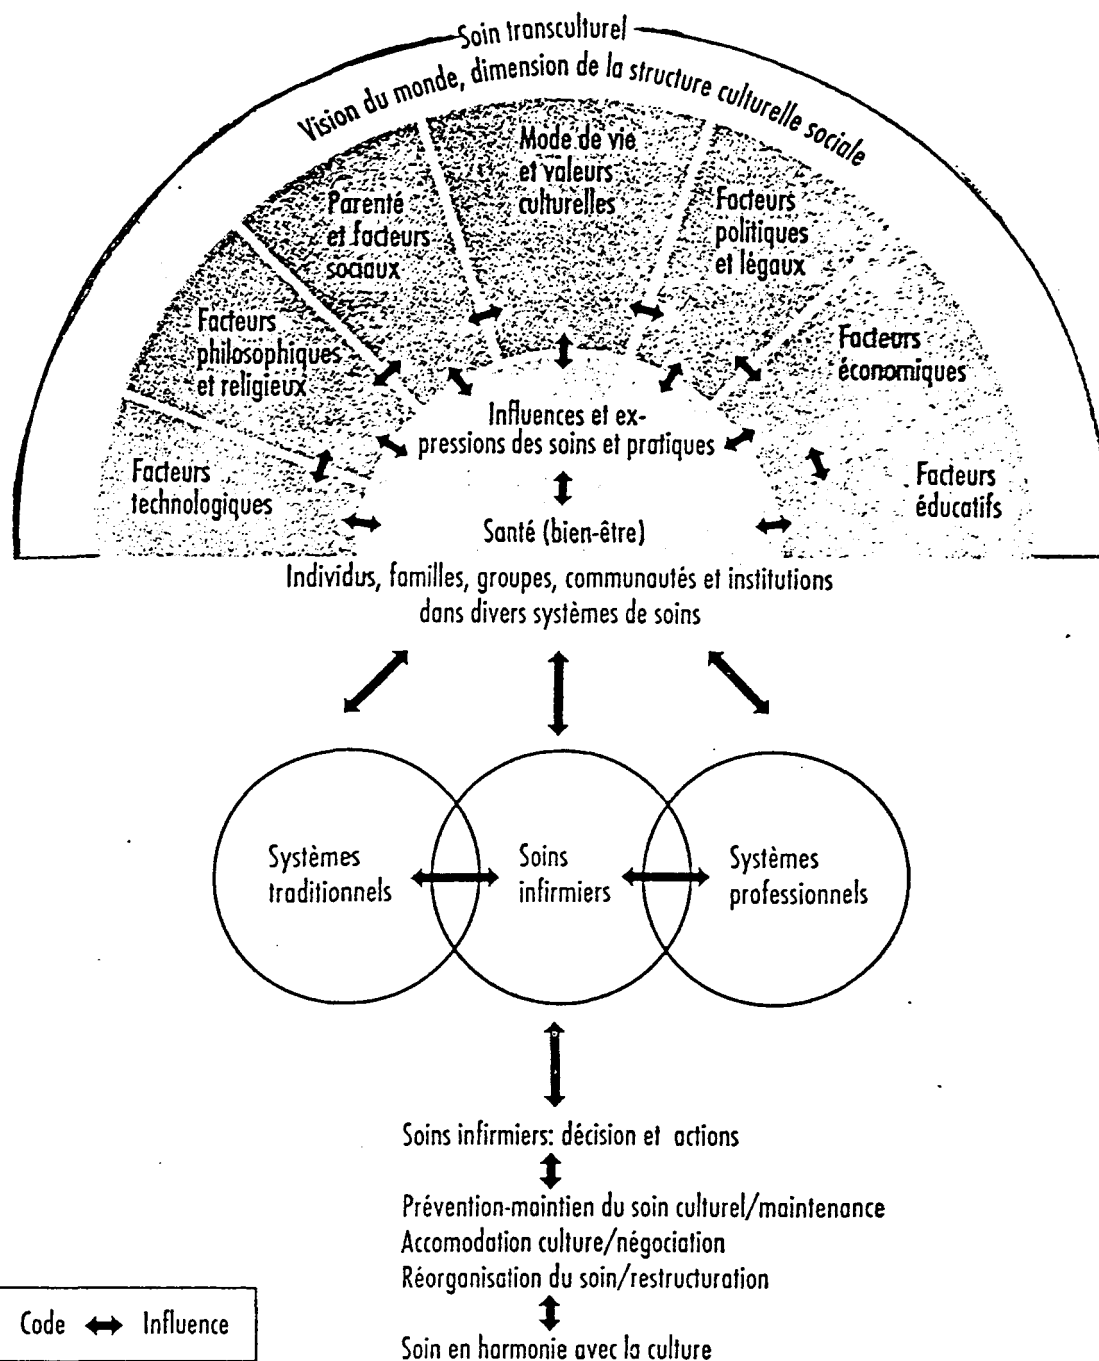 Soin transculturel
Vision du monde, dimension de la structure culturelle sociale
Facteurs
technologiques
Facteurs
philosophiques
et religieux
Parenté
et facteurs
sociaux
Mode de vie
et valeurs
culturelles
Facteurs
politiques
et légaux
Facteurs
économiques
Facteurs
éducatifs
Influences et ex-
pressions des soins et pratiques
Santé (bien-être)
Individus, familles, groupes, communautés et institutions
dans divers systèmes de soins
Systèmes
traditionnels
Soins
infirmiers
Systèmes
professionnels
Soins infirmiers: décision et actions
Prévention-maintien du soin culturel/maintenance
Accomodation culture/négociation
Réorganisation du soin/restructuration
Soin en harmonie avec la culture
Code Influence